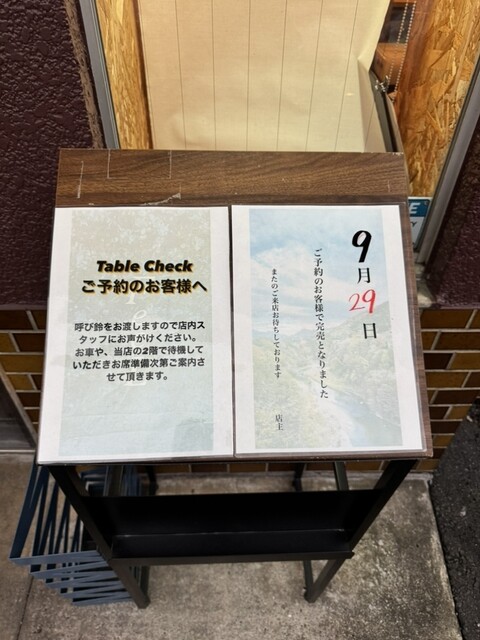 Table Check
ご予約のお客様へ
呼び鈴をお渡ししますので店内ス
タッフにお声がけください。
お車や、当店の2階で待機して
いただきお席準備次第ご案内さ
せて頂きます。
9月29日
ご予約のお客様で完売となりました
またのご来店お待ちしております
店主